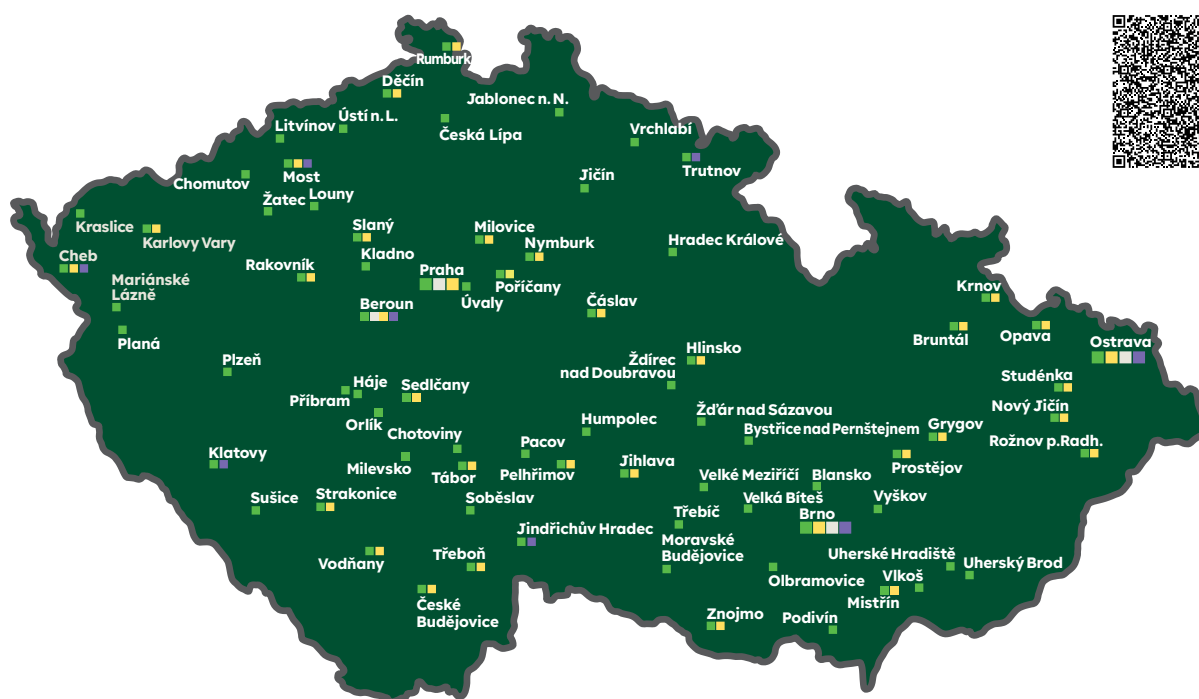 Rumburk
Děčín
Jablonec n. N.
Ústí n. L.
Litvínov
Česká Lípa
Vrchlabí
Most
Trutnov
Chomutov
Jičín
Žatec
Louny
Kraslice
Slaný
Milovice
Karlovy Vary
Nymburk
Hradec Králové
Cheb
Kladno
Rakovník
Praha
Poříčany
Mariánské
Lázně
Úvaly
Krnov
Beroun
Čáslav
Planá
Bruntál
Opava
Ostrava
Hlinsko
Plzeň
Ždírec
nad Doubravou
Studénka
Háje
Sedlčany
Příbram
Nový Jičín
Orlík
Humpolec
Žďár nad Sázavou
Grygov
Bystřice nad Pernštejnem
Chotoviny
Rožnov p.Radh.
Pacov
Klatovy
Jihlava
Milevsko
Prostějov
Tábor
Pelhřimov
Velké Meziříčí
Blansko
Sušice
Strakonice
Soběslav
Velká Bíteš
Vyškov
Brno
Třebíč
Jindřichův Hradec
Moravské
Budějovice
Vodňany
Třeboň
Uherské Hradiště
Uherský Brod
Olbramovice
Vlkoš
České
Budějovice
Mistřín
Znojmo
Podivín